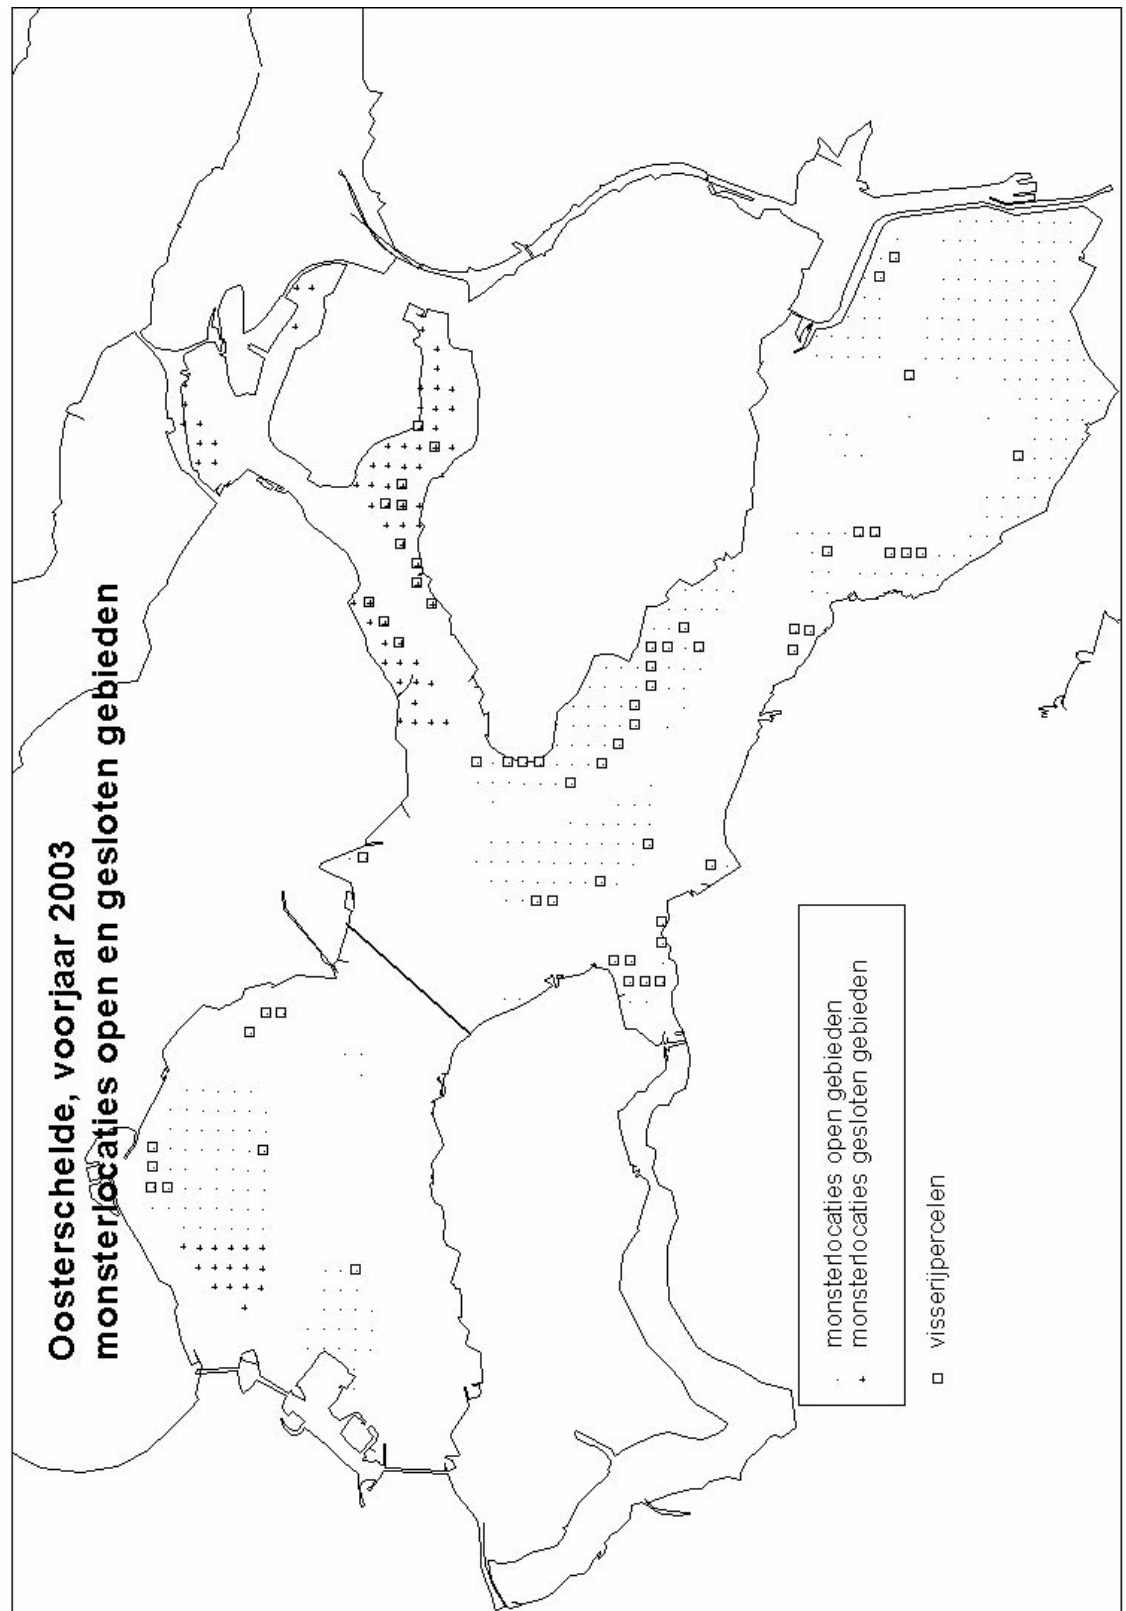 Oosterschelde, voorjaar 2003
monsterlocaties open en gesloten gebieden
monsterlocaties open gebieden
monsterlocaties gesloten gebieden
visserijpercelen